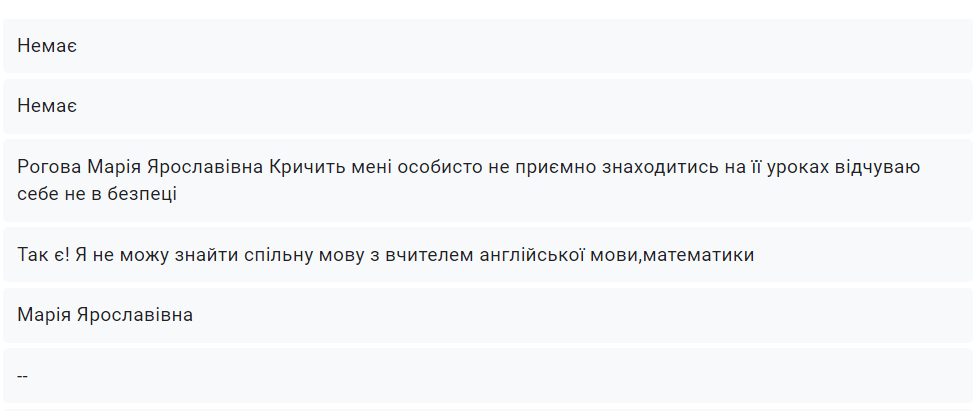 Немає
Немає
Рогова Марія Ярославівна Кричить мені особисто не приємно знаходитись на її уроках відчуваю
себе не в безпеці
Так є! Я не можу знайти спільну мову з вчителем англійської мови,математики
Марія Ярославівна
--